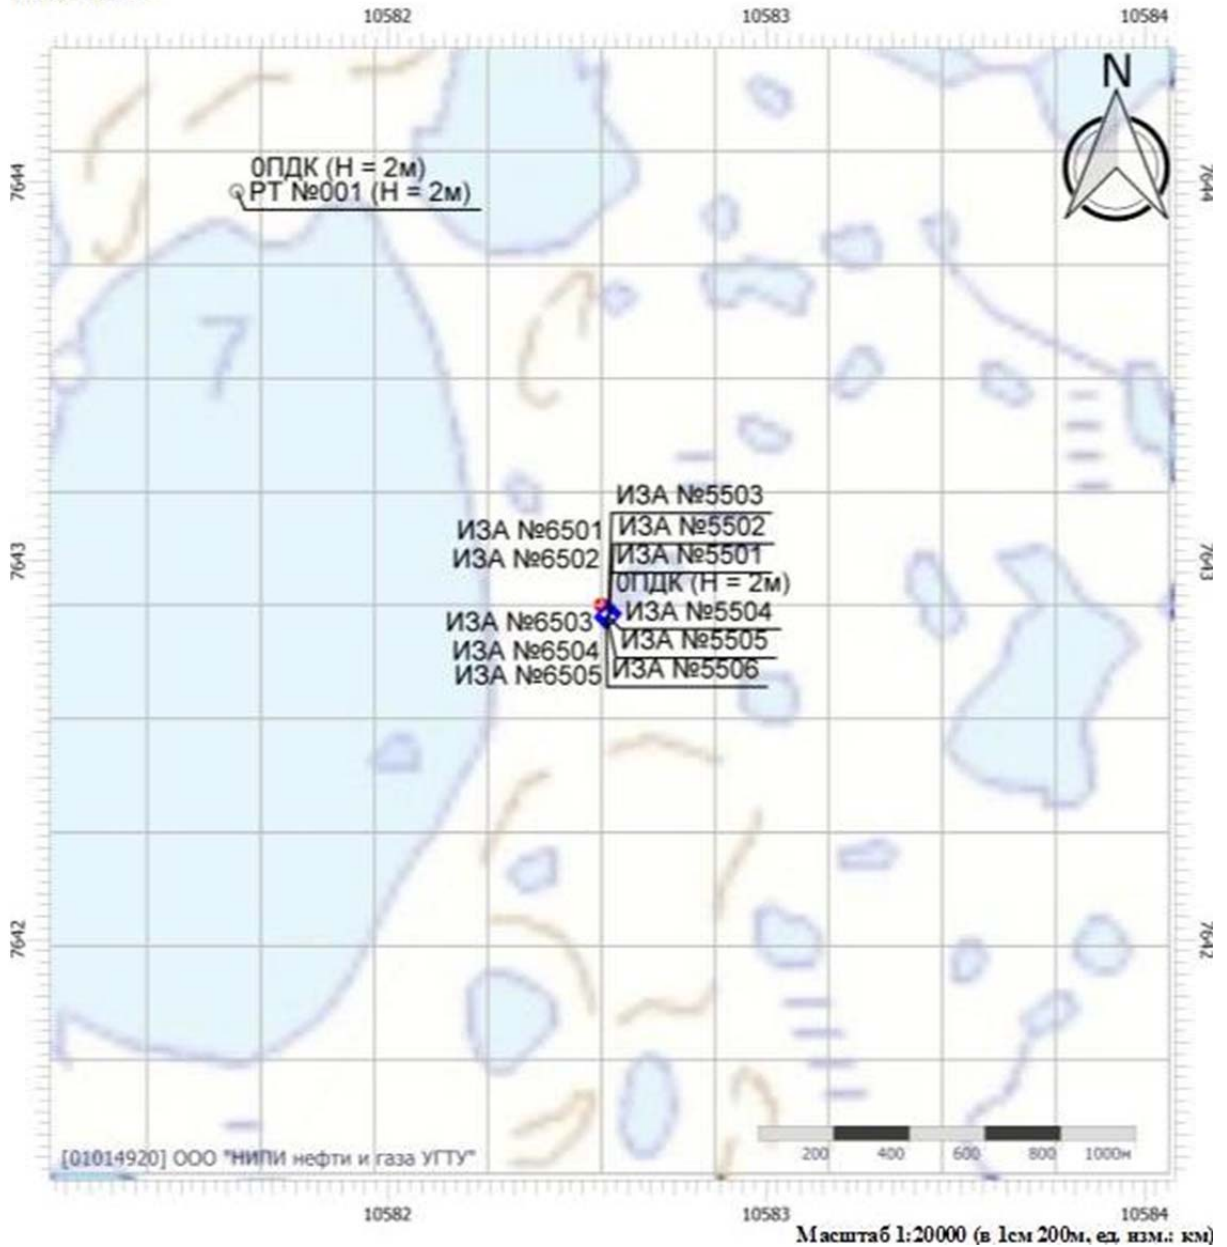 10582 10583 10584
N
7644 7644
0ПДК (Н = 2м)
РТ №001 (Н = 2м)
ИЗА №5503
ИЗА №6501 ИЗА №5502
ИЗА №6502 ИЗА №5501
7643 7643
0ПДК (Н = 2м)
ИЗА №6503 ИЗА №5504
ИЗА №6504 ИЗА №5505
ИЗА №6505 ИЗА №5506
7642 7642
200 400 600 800 1000м
[01014920] ООО "НИПИ нефти и газа УГТУ"
10582 10583 10584
Масштаб 1:20000 (в 1см 200м, ед. изм.: км)